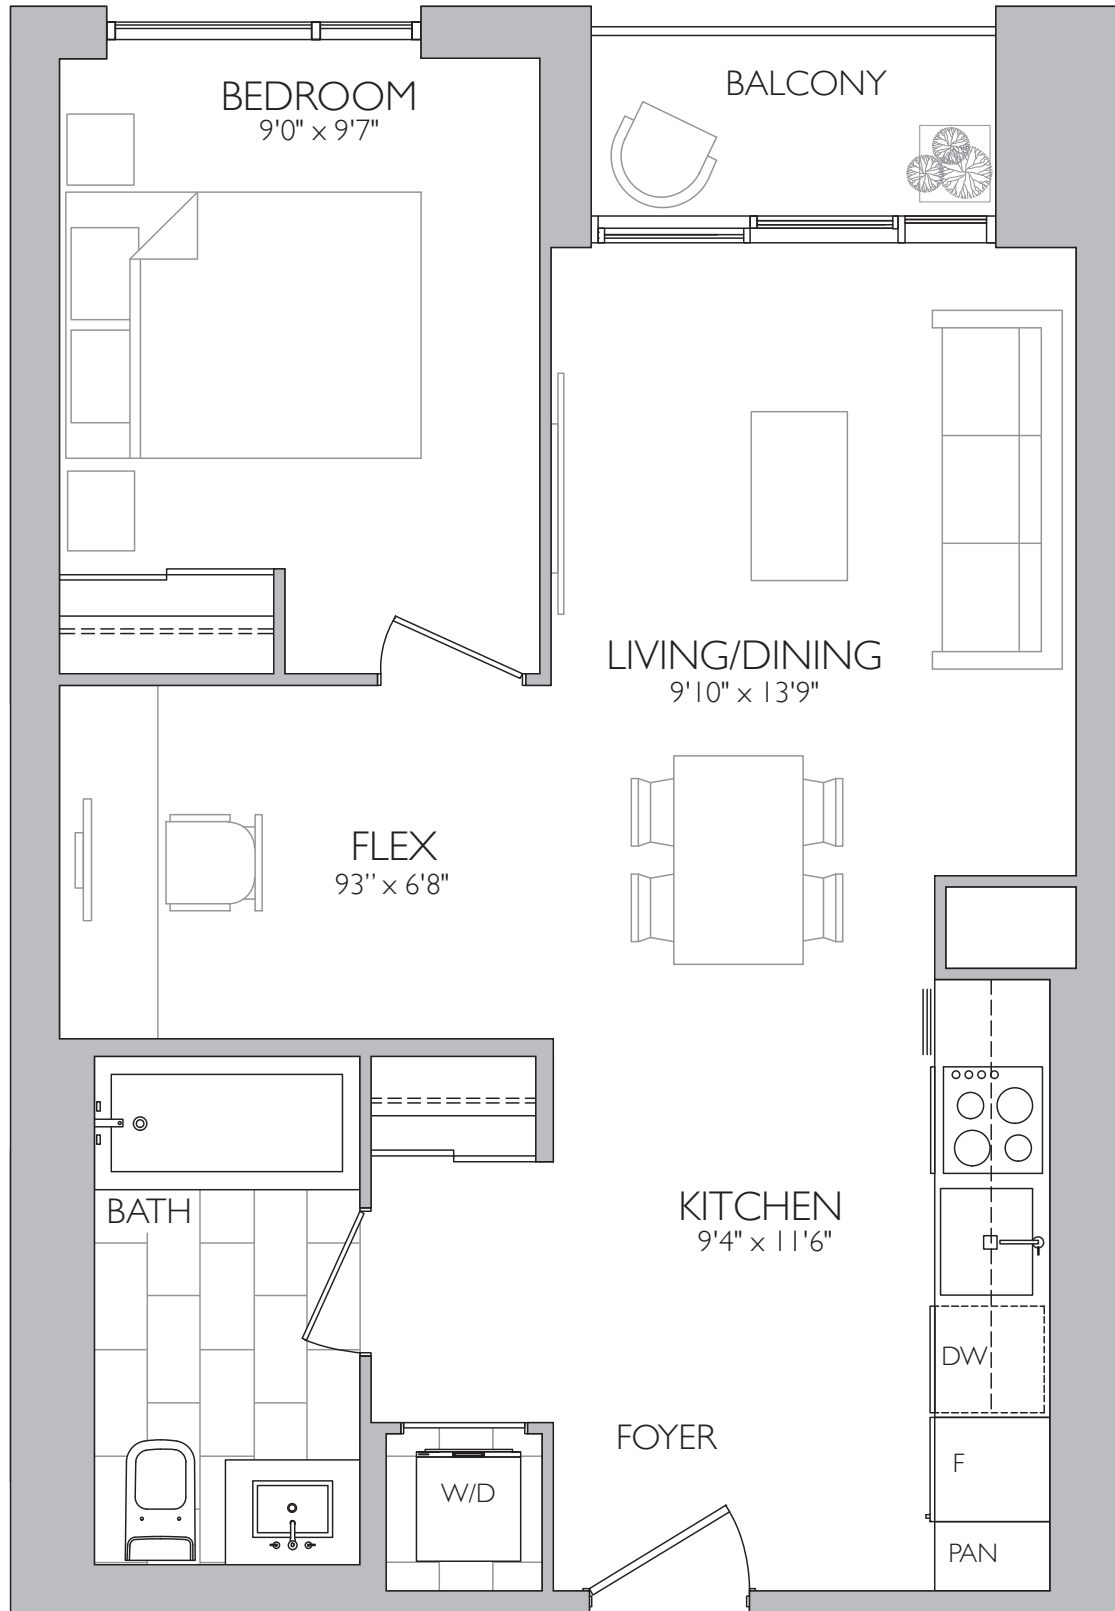 BEDROOM
9'0" x 9'7"
BALCONY
LIVING/DINING
9'10" x 13'9"
FLEX
93’’ x 6'8"
BATH
KITCHEN
9'4" x 11'6"
DW
FOYER
F
W/D
PAN